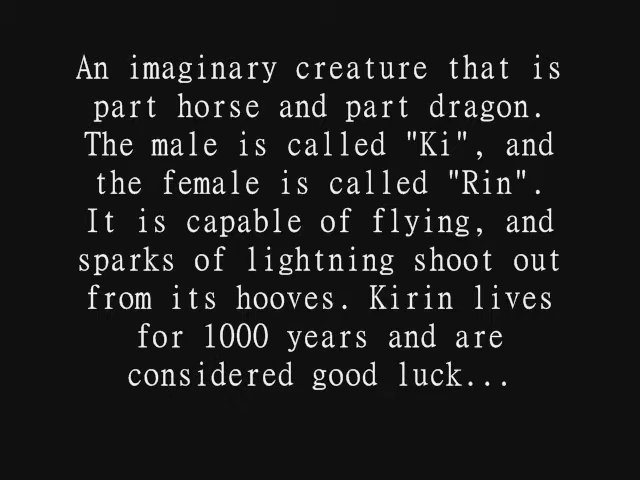 An imaginary creature that is
part horse and part dragon.
The male is called "Ki", and
the female is called "Rin".
It is capable of flying, and
sparks of lightning shoot out
from its hooves. Kirin lives
for 1000 years and are
considered good luck...